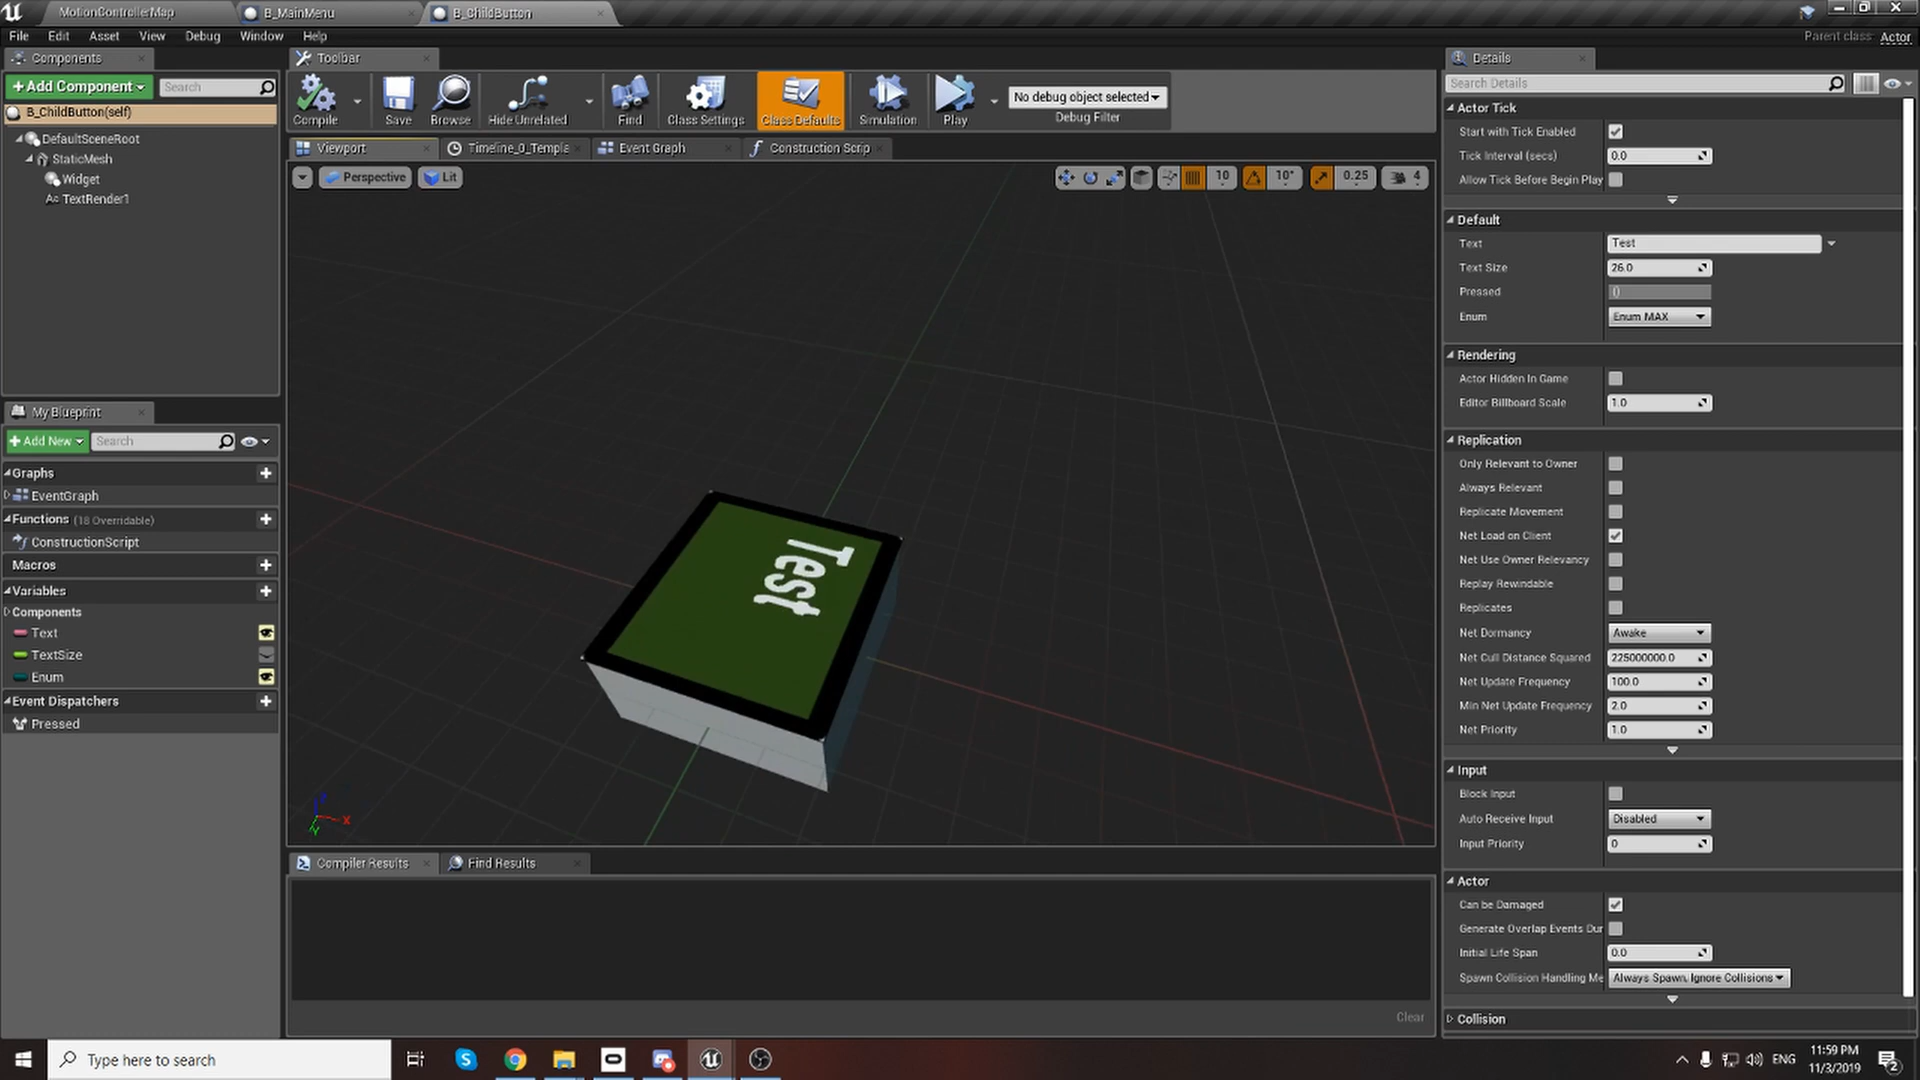 MotionControllerMap
B_MainMenu
B_ChildButton
File Edit Asset View Debug Window Help
Parent class: Actor
Components
+Add Component
Search
B_ChildButton(self)
DefaultSceneRoot
StaticMesh
Widget
TextRender1
Toolbar
Compile
Save
Browse
Hide Unrelated
Find
Class Settings
Class Defaults
Simulation
Play
No debug object selected
Debug Filter
Viewport
Timeline_0_Templa
Event Graph
Construction Scrip
Perspective
Lit
10
10°
0.25
4
Test
X
Y
My Blueprint
+Add New
Search
Graphs
EventGraph
Functions (18 Overridable)
ConstructionScript
Macros
Variables
Components
Text
TextSize
Enum
Event Dispatchers
Pressed
Compiler Results
Find Results
Clear
Details
Search Details
Actor Tick
Start with Tick Enabled
Tick Interval (secs) 0.0
Allow Tick Before Begin Play
Default
Text Test
Text Size 26.0
Pressed ()
Enum Enum MAX
Rendering
Actor Hidden In Game
Editor Billboard Scale 1.0
Replication
Only Relevant to Owner
Always Relevant
Replicate Movement
Net Load on Client
Net Use Owner Relevancy
Replay Rewindable
Replicates
Net Dormancy Awake
Net Cull Distance Squared 225000000.0
Net Update Frequency 100.0
Min Net Update Frequency 2.0
Net Priority 1.0
Input
Block Input
Auto Receive Input Disabled
Input Priority 0
Actor
Can be Damaged
Generate Overlap Events Dur
Initial Life Span 0.0
Spawn Collision Handling Me Always Spawn, Ignore Collisions
Collision
Type here to search
ENG
11:59 PM
11/3/2019
2